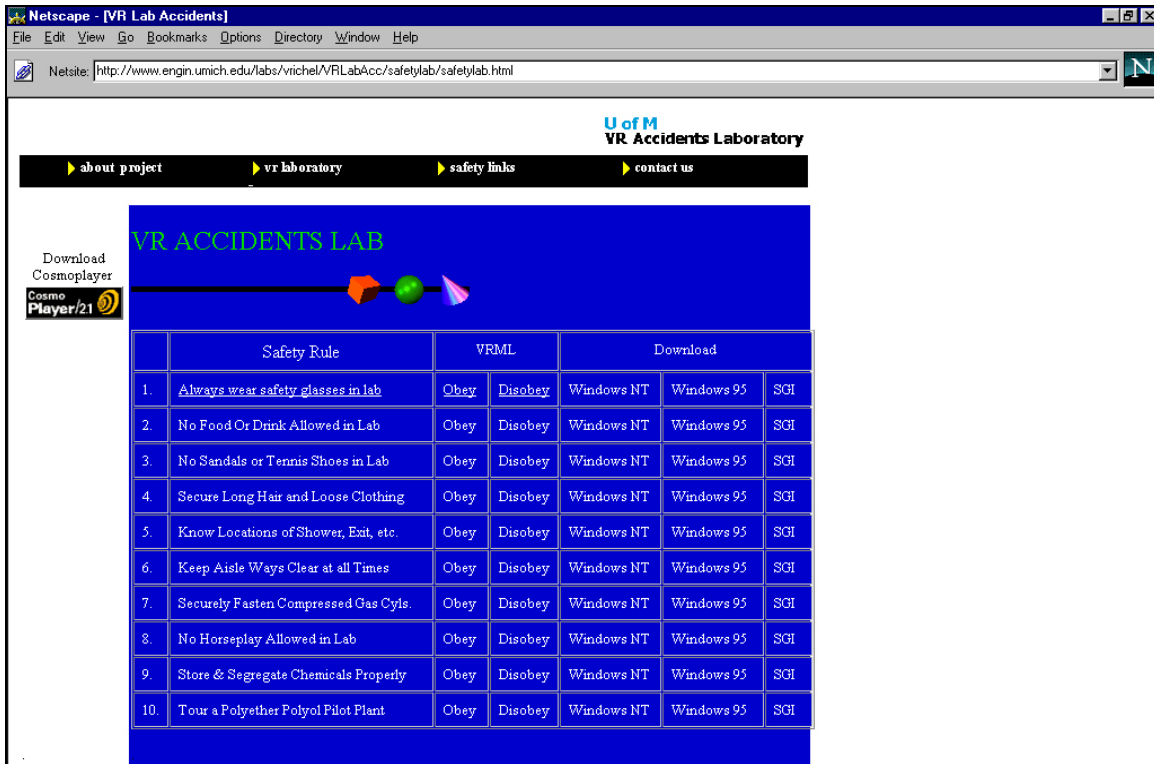 Netscape - [VR Lab Accidents]
File Edit View Go Bookmarks Options Directory Window Help
Netsite: http://www.engin.umich.edu/labs/vrichel/VRLabAcc/safetylab/safetylab.html
N
U of M
VR Accidents Laboratory
about project vr laboratory safety links contact us
Download
Cosmoplayer
Cosmo
Player/2.1
VR ACCIDENTS LAB
Safety Rule VRML Download
1. Always wear safety glasses in lab Obey Disobey Windows NT Windows 95 SGI
2. No Food Or Drink Allowed in Lab Obey Disobey Windows NT Windows 95 SGI
3. No Sandals or Tennis Shoes in Lab Obey Disobey Windows NT Windows 95 SGI
4. Secure Long Hair and Loose Clothing Obey Disobey Windows NT Windows 95 SGI
5. Know Locations of Shower, Exit, etc. Obey Disobey Windows NT Windows 95 SGI
6. Keep Aisle Ways Clear at all Times Obey Disobey Windows NT Windows 95 SGI
7. Securely Fasten Compressed Gas Cyls. Obey Disobey Windows NT Windows 95 SGI
8. No Horseplay Allowed in Lab Obey Disobey Windows NT Windows 95 SGI
9. Store & Segregate Chemicals Properly Obey Disobey Windows NT Windows 95 SGI
10. Tour a Polyether Polyol Pilot Plant Obey Disobey Windows NT Windows 95 SGI